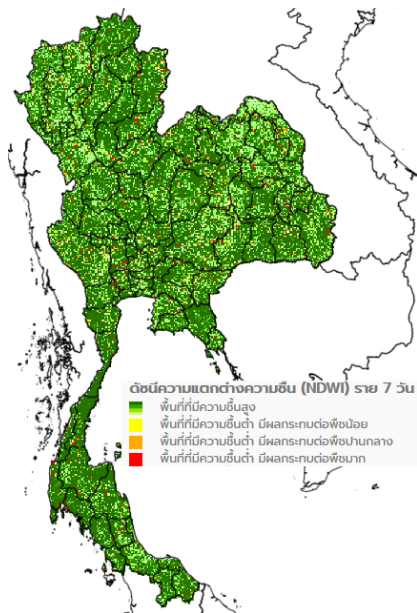 ดัชนีความแตกต่างความชื้น (NDWI) ราย 7 วัน
พื้นที่ที่มีความชื้นสูง
พื้นที่ที่มีความชื้นต่ำ มีผลกระทบต่อพืชน้อย
พื้นที่ที่มีความชื้นต่ำ มีผลกระทบต่อพืชปานกลาง
พื้นที่ที่มีความชื้นต่ำ มีผลกระทบต่อพืชมาก